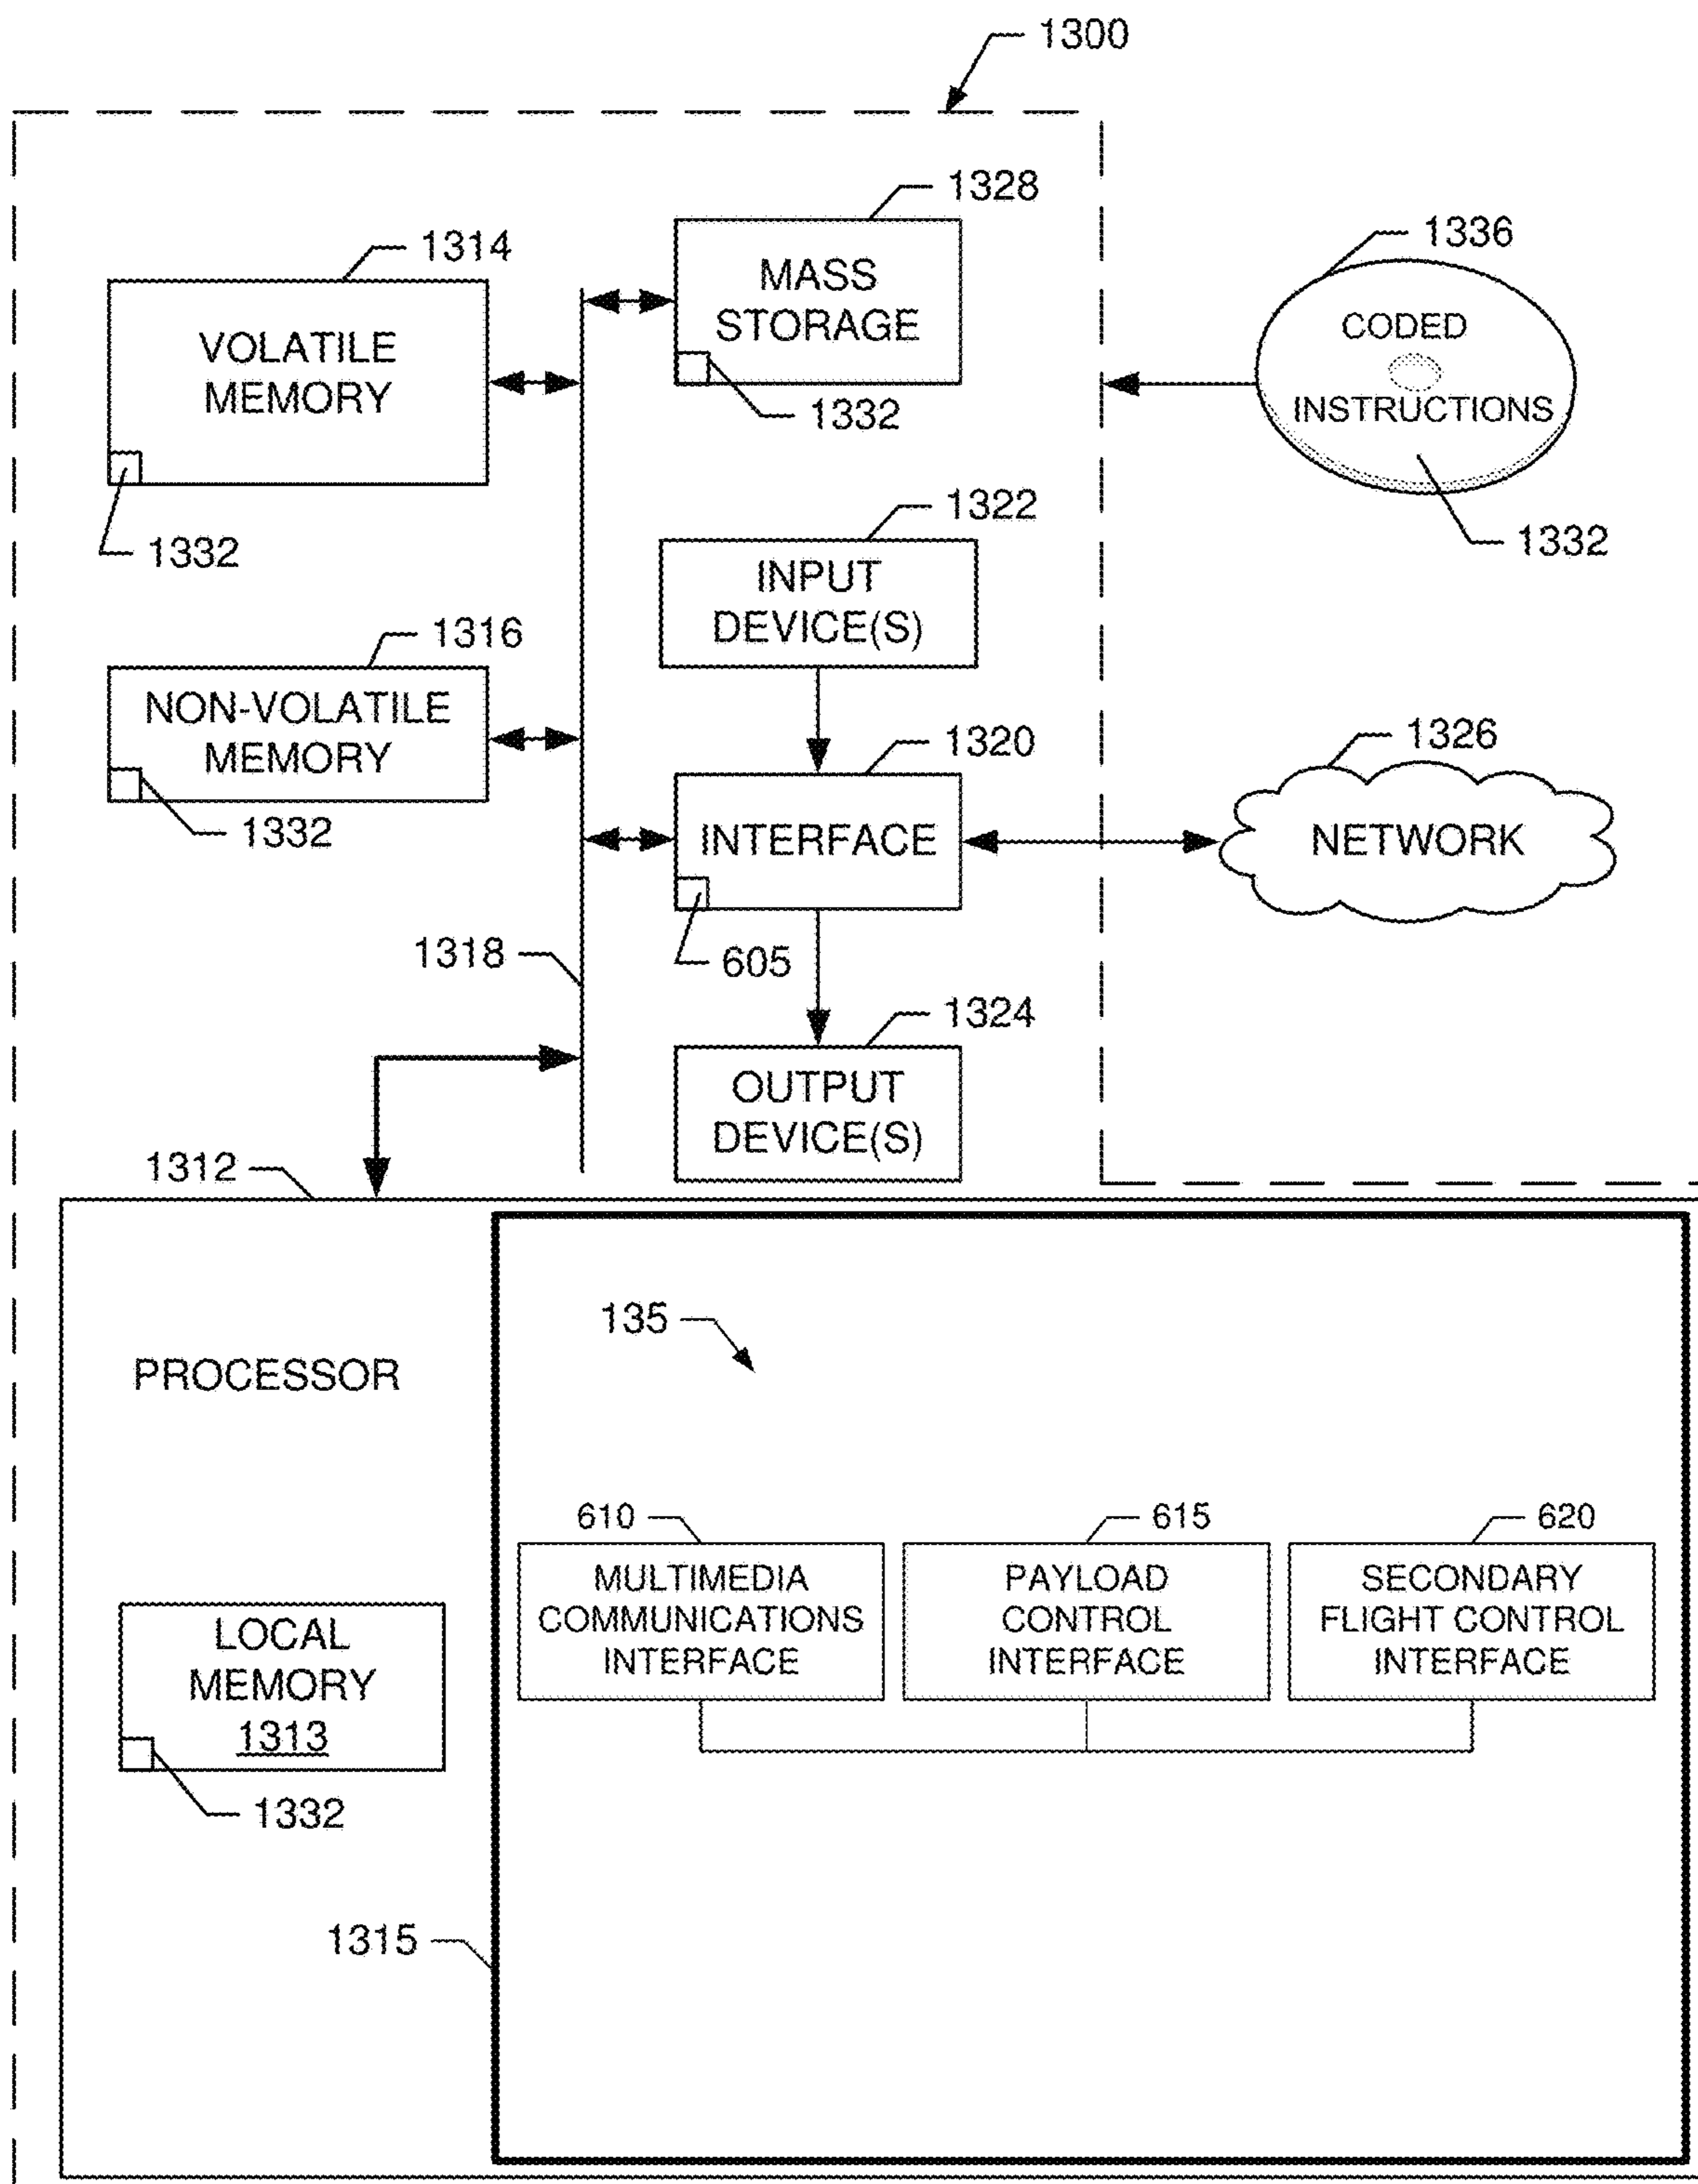 1300
1328
MASS
STORAGE
1332
1314
VOLATILE
MEMORY
1332
1336
CODED
INSTRUCTIONS
1332
1322
INPUT
DEVICE(S)
1316
NON-VOLATILE
MEMORY
1332
1320
INTERFACE
605
1326
NETWORK
1318
1324
OUTPUT
DEVICE(S)
1312
PROCESSOR
135
610
MULTIMEDIA
COMMUNICATIONS
INTERFACE
615
PAYLOAD
CONTROL
INTERFACE
620
SECONDARY
FLIGHT CONTROL
INTERFACE
LOCAL
MEMORY
1313
1332
1315